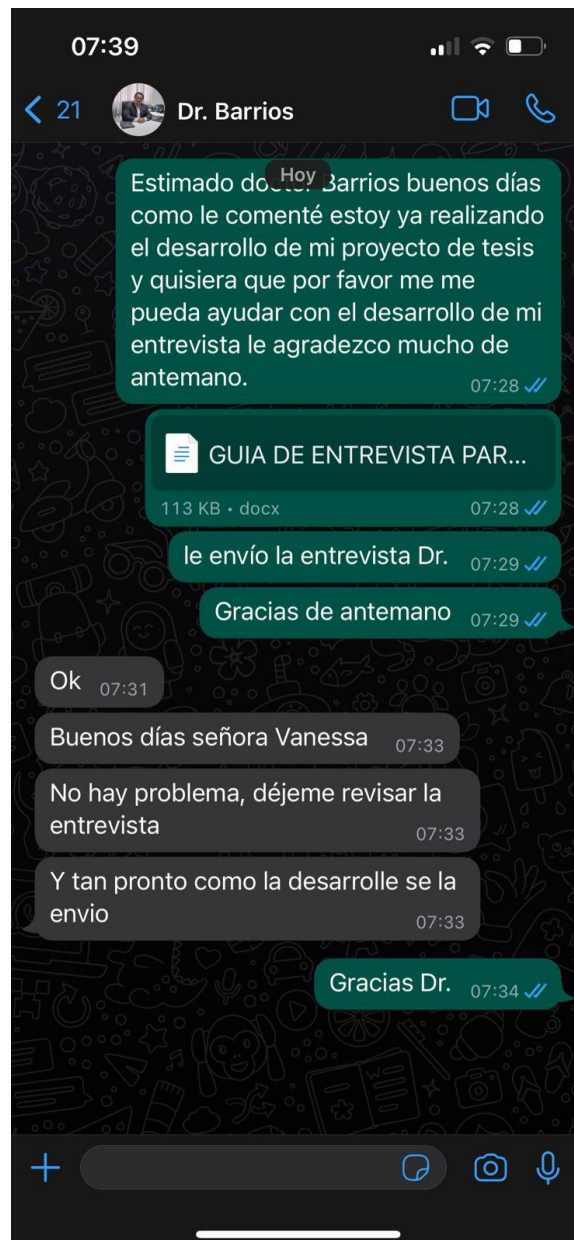 07:39
21
Dr. Barrios
Hoy
Estimado doctor Barrios buenos días
como le comenté estoy ya realizando
el desarrollo de mi proyecto de tesis
y quisiera que por favor me me
pueda ayudar con el desarrollo de mi
entrevista le agradezco mucho de
antemano.
07:28
GUIA DE ENTREVISTA PAR...
113 KB • docx
07:28
le envío la entrevista Dr.
07:29
Gracias de antemano
07:29
Ok
07:31
Buenos días señora Vanessa
07:33
No hay problema, déjeme revisar la
entrevista
07:33
Y tan pronto como la desarrolle se la
envio
07:33
Gracias Dr.
07:34